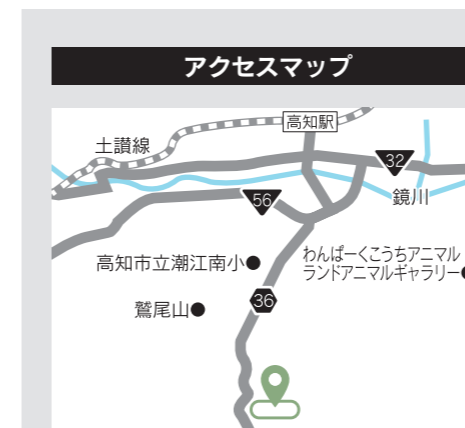 アクセスマップ
高知駅
土讃線
32
鏡川
56
わんぱーくこうちアニマル
ランドアニマルギャラリー●
高知市立潮江南小●
36
鷲尾山●